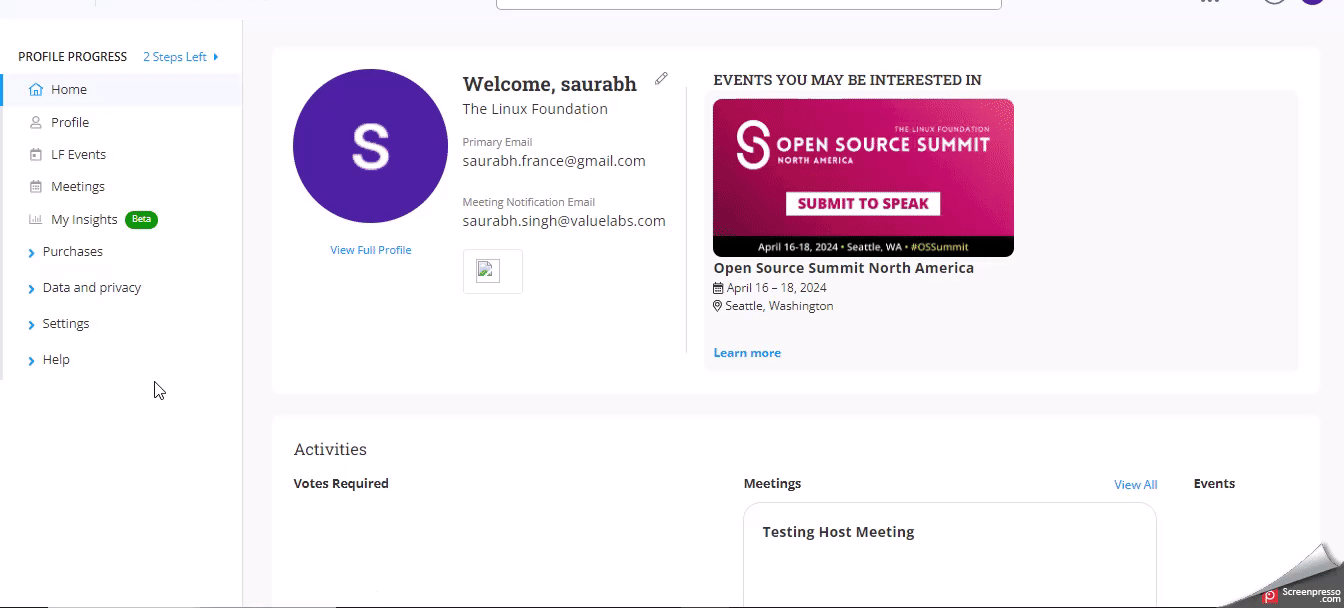 PROFILE PROGRESS 2 Steps Left
Home
Profile
LF Events
Meetings
My Insights Beta
Purchases
Data and privacy
Settings
Help
S
View Full Profile
Welcome, saurabh
The Linux Foundation
Primary Email
saurabh.france@gmail.com
Meeting Notification Email
saurabh.singh@valuelabs.com
EVENTS YOU MAY BE INTERESTED IN
THE LINUX FOUNDATION
OPEN SOURCE SUMMIT
NORTH AMERICA
SUBMIT TO SPEAK
April 16-18, 2024 • Seattle, WA • #OSSummit
Open Source Summit North America
April 16 – 18, 2024
Seattle, Washington
Learn more
Activities
Votes Required
Meetings View All
Testing Host Meeting
Events
Screenpresso
.com